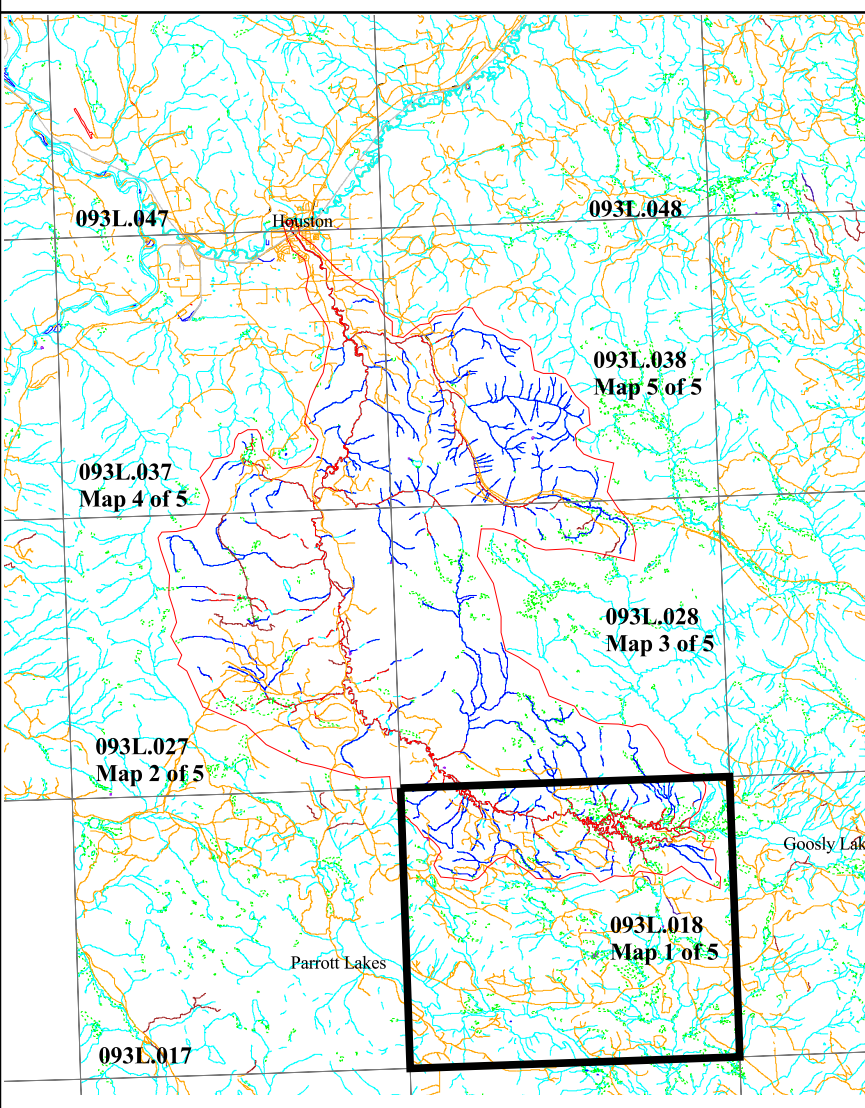 093L.047
Houston
093L.048
093L.038
Map 5 of 5
093L.037
Map 4 of 5
093L.028
Map 3 of 5
093L.027
Map 2 of 5
Goosly Lak
093L.018
Map 1 of 5
Parrott Lakes
093L.017